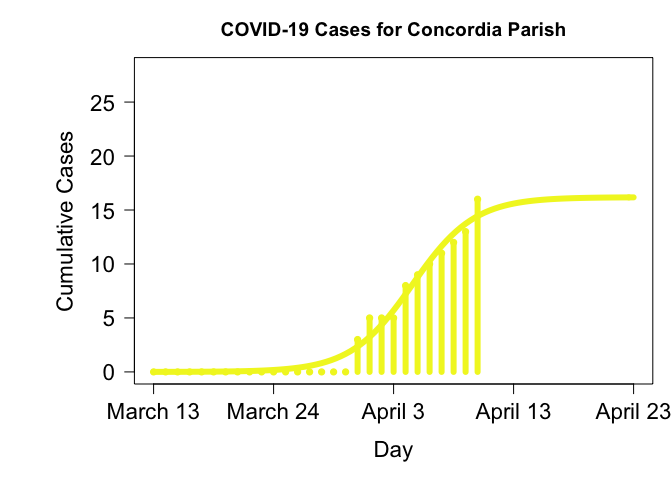 COVID-19 Cases for Concordia Parish
Cumulative Cases
25
20
15
10
5
0
March 13 March 24 April 3 April 13 April 23
Day